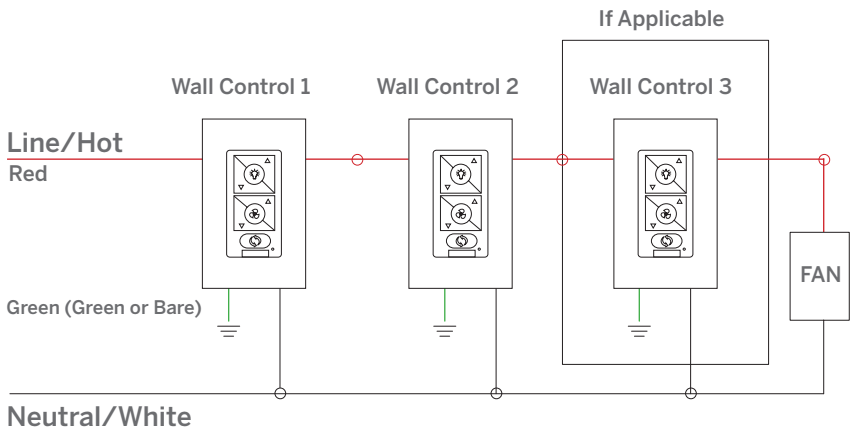 If Applicable
Wall Control 1
Wall Control 2
Wall Control 3
Line/Hot
Red
FAN
Green (Green or Bare)
Neutral/White